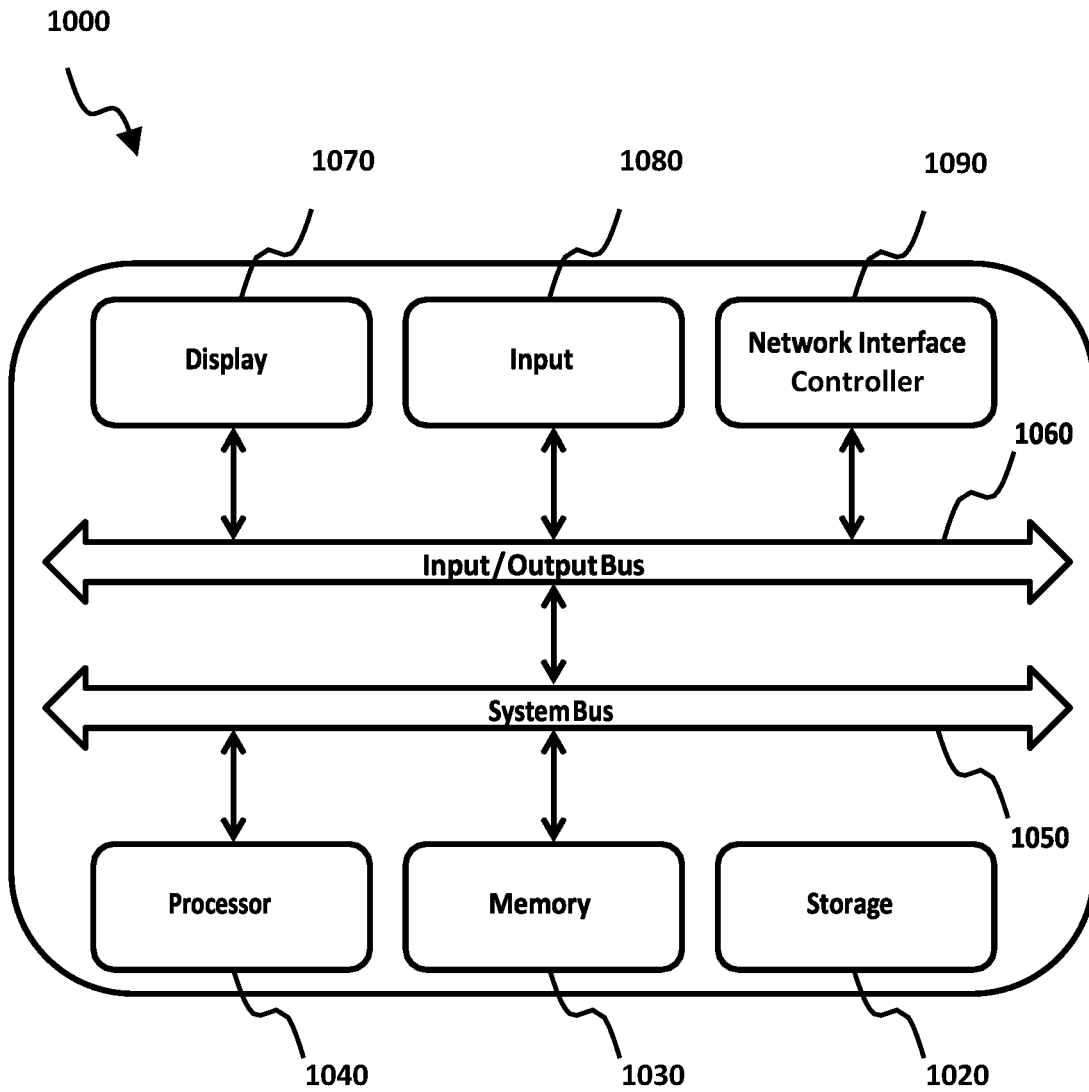 1000
1070
1080
1090
Display
Input
Network Interface
Controller
1060
Input / Output Bus
System Bus
1050
Processor
Memory
Storage
1040
1030
1020